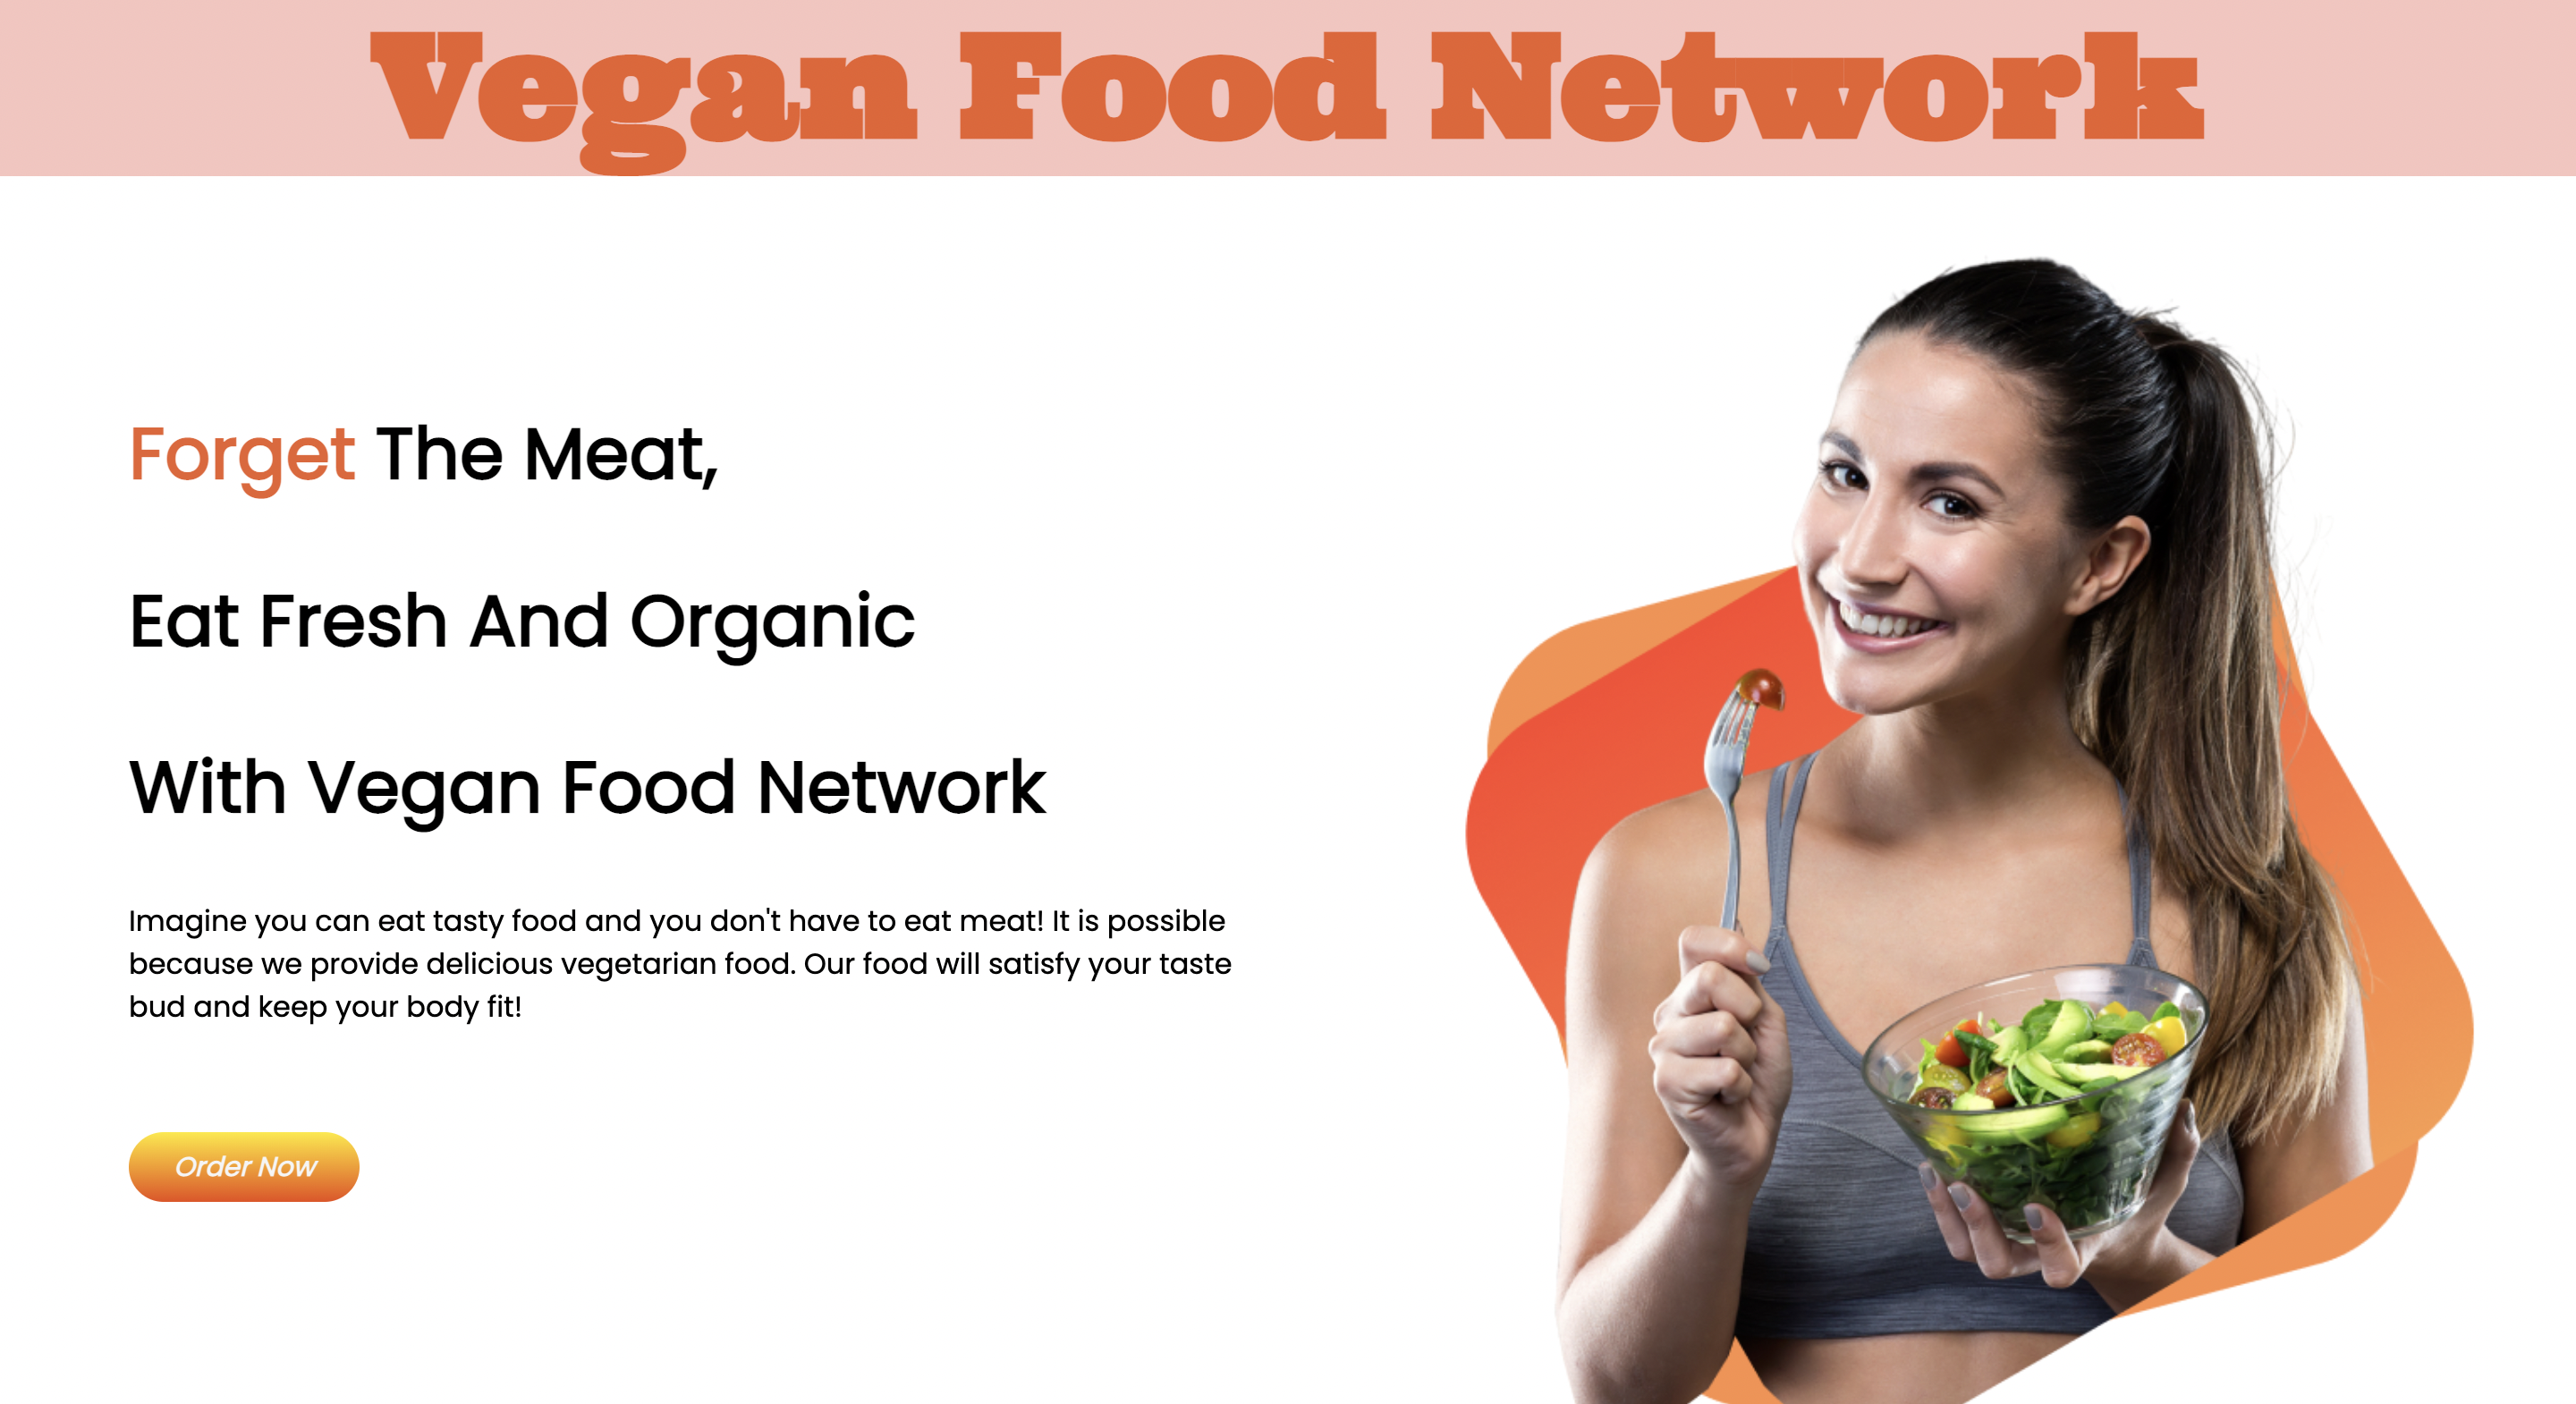 Vegan Food Network
Forget The Meat,
Eat Fresh And Organic
With Vegan Food Network
Imagine you can eat tasty food and you don't have to eat meat! It is possible
because we provide delicious vegetarian food. Our food will satisfy your taste
bud and keep your body fit!
Order Now